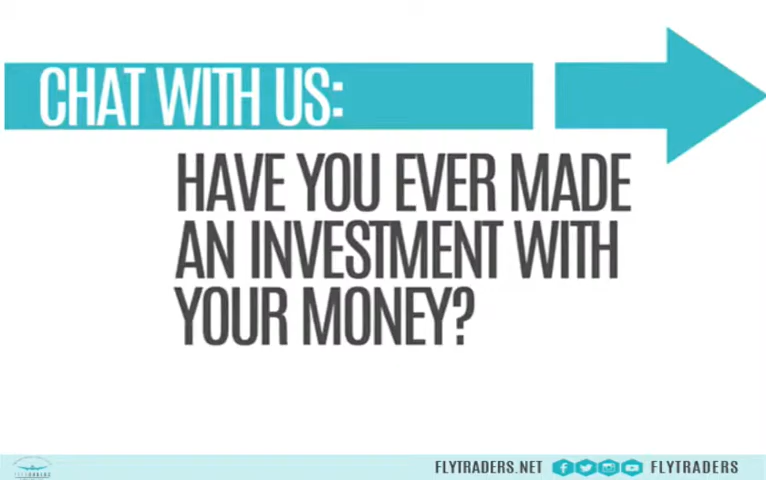 CHAT WITH US:
HAVE YOU EVER MADE
AN INVESTMENT WITH
YOUR MONEY?
FLYTRADERS.NET FLYTRADERS